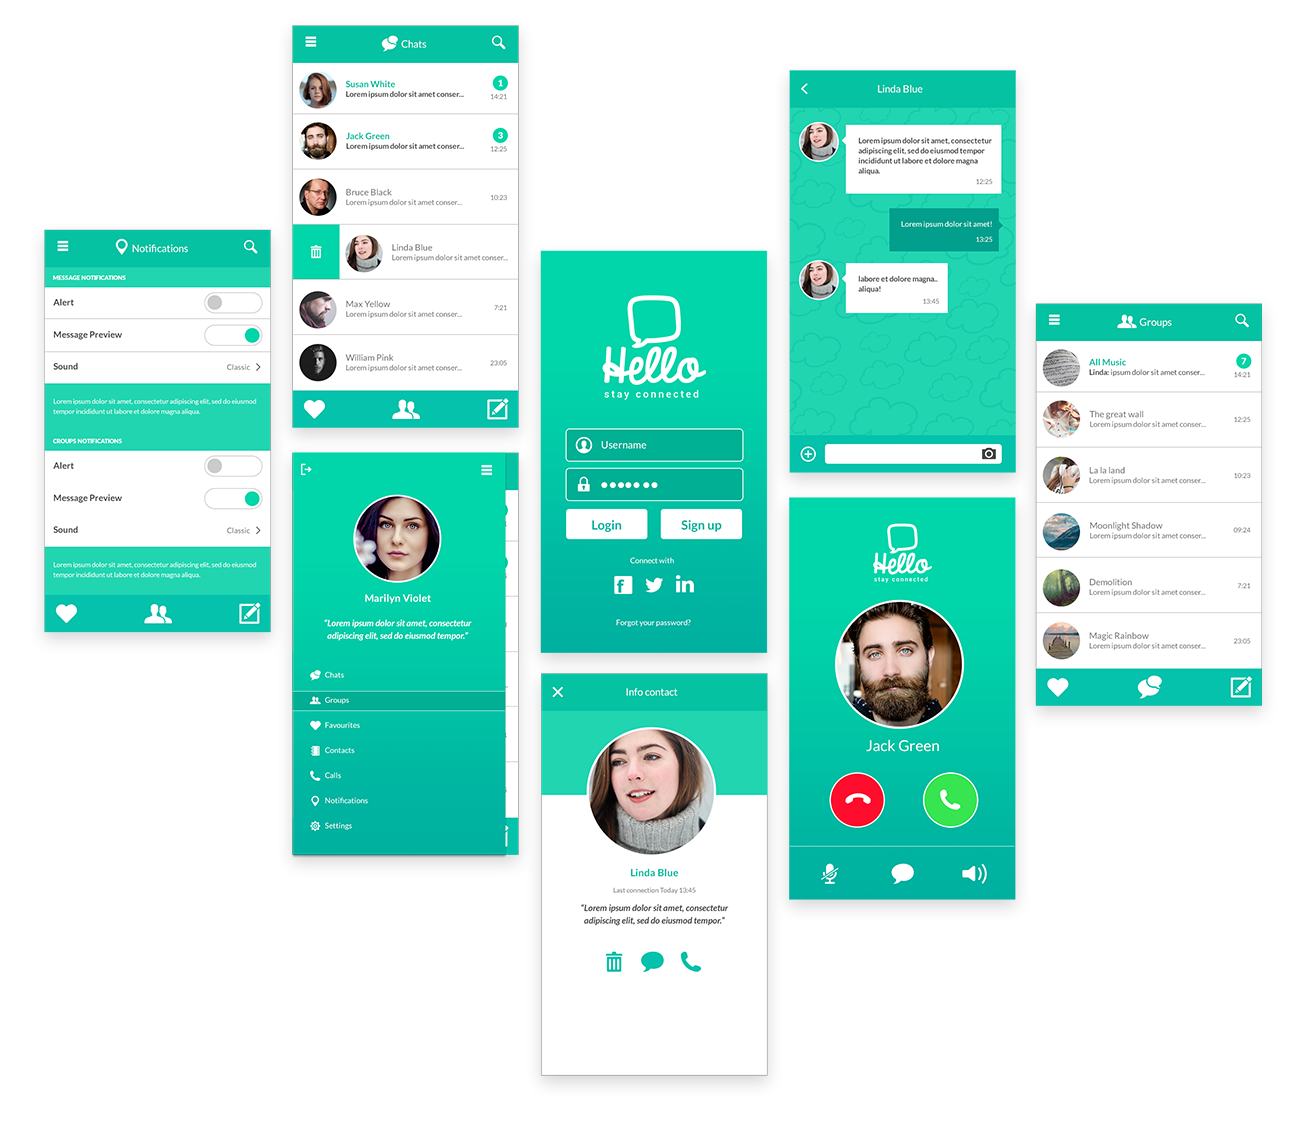 Notifications
MESSAGE NOTIFICATIONS
Alert
Message Preview
Sound
Classic
Lorem ipsum dolor sit amet, consectetur adipiscing elit, sed do eiusmod
tempor incididunt ut labore et dolore magna aliqua.
GROUPS NOTIFICATIONS
Alert
Message Preview
Sound
Classic
Lorem ipsum dolor sit amet, consectetur adipiscing elit, sed do eiusmod
tempor incididunt ut labore et dolore magna aliqua.
Chats
Susan White
1
Lorem ipsum dolor sit amet conser...
14:21
Jack Green
3
Lorem ipsum dolor sit amet conser...
12:25
Bruce Black
Lorem ipsum dolor sit amet conser...
10:23
Linda Blue
Lorem ipsum dolor sit amet conser...
Max Yellow
Lorem ipsum dolor sit amet conser...
7:21
William Pink
Lorem ipsum dolor sit amet conser...
23:05
Marilyn Violet
“Lorem ipsum dolor sit amet, consectetur
adipiscing elit, sed do eiusmod tempor.”
Chats
Groups
Favourites
Contacts
Calls
Notifications
Settings
Hello
stay connected
Username
Login
Sign up
Connect with
Forgot your password?
Info contact
Linda Blue
Last connection Today 13:45
“Lorem ipsum dolor sit amet, consectetur
adipiscing elit, sed do eiusmod tempor.”
Linda Blue
Lorem ipsum dolor sit amet, consectetur
adipiscing elit, sed do eiusmod tempor
incididunt ut labore et dolore magna
aliqua.
12:25
Lorem ipsum dolor sit amet!
13:25
labore et dolore magna..
aliqua!
13:45
Hello
stay connected
Jack Green
Groups
All Music
7
Linda: ipsum dolor sit amet conser...
14:21
The great wall
Lorem ipsum dolor sit amet conser...
12:25
La la land
Lorem ipsum dolor sit amet conser...
10:23
Moonlight Shadow
Lorem ipsum dolor sit amet conser...
09:24
Demolition
Lorem ipsum dolor sit amet conser...
7:21
Magic Rainbow
Lorem ipsum dolor sit amet conser...
23:05